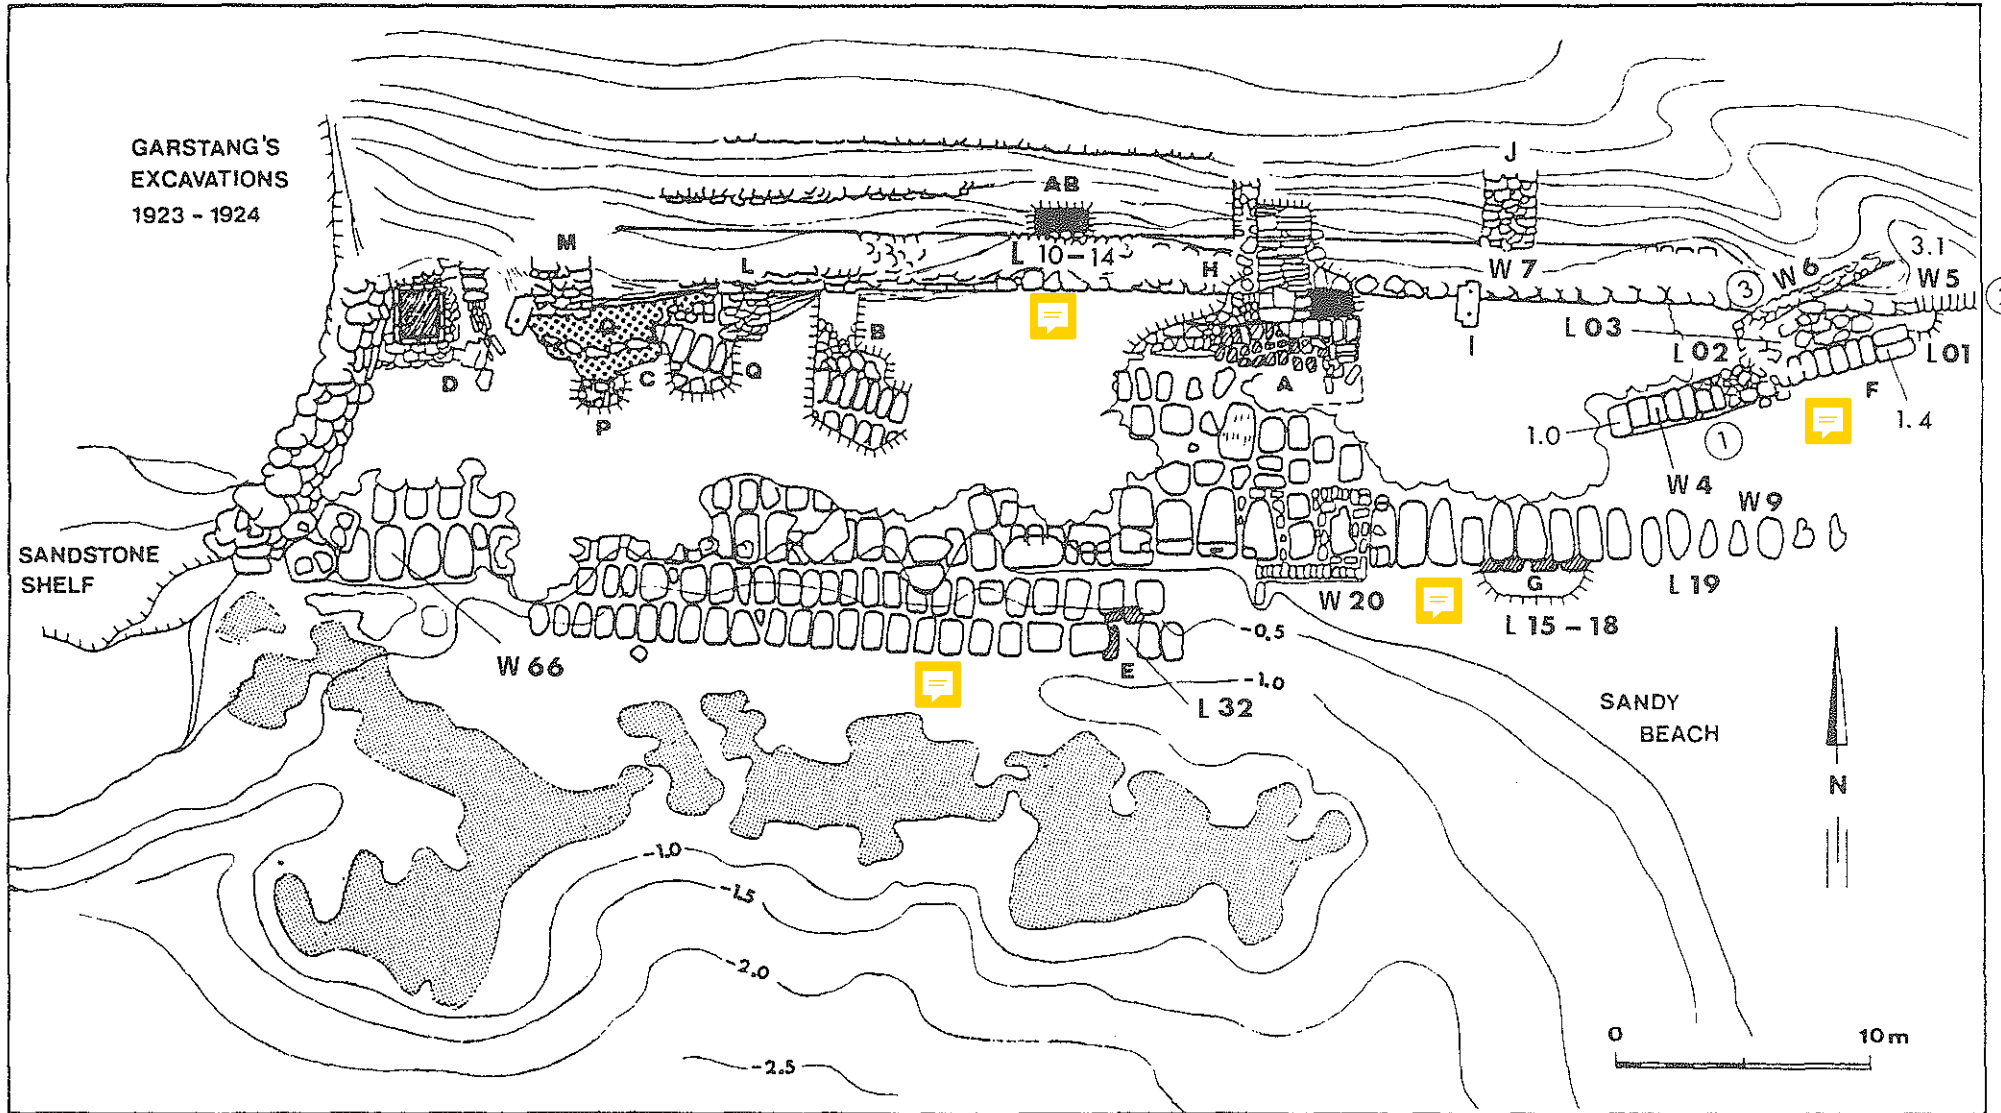 GARSTANG'S
EXCAVATIONS
1923 - 1924
J
AB
M
L
L 10-14
H
W 7
W 6
3.1
W 5
3
L 03
L 02
L 01
I
B
D
C
Q
P
A
F
1.0
1
1.4
W 4
W 9
SANDSTONE
SHELF
G
W 20
L 19
L 15 - 18
-0.5
W 66
E
-1.0
L 32
SANDY
BEACH
N
-1.0
-1.5
-2.0
-2.5
0
10 m